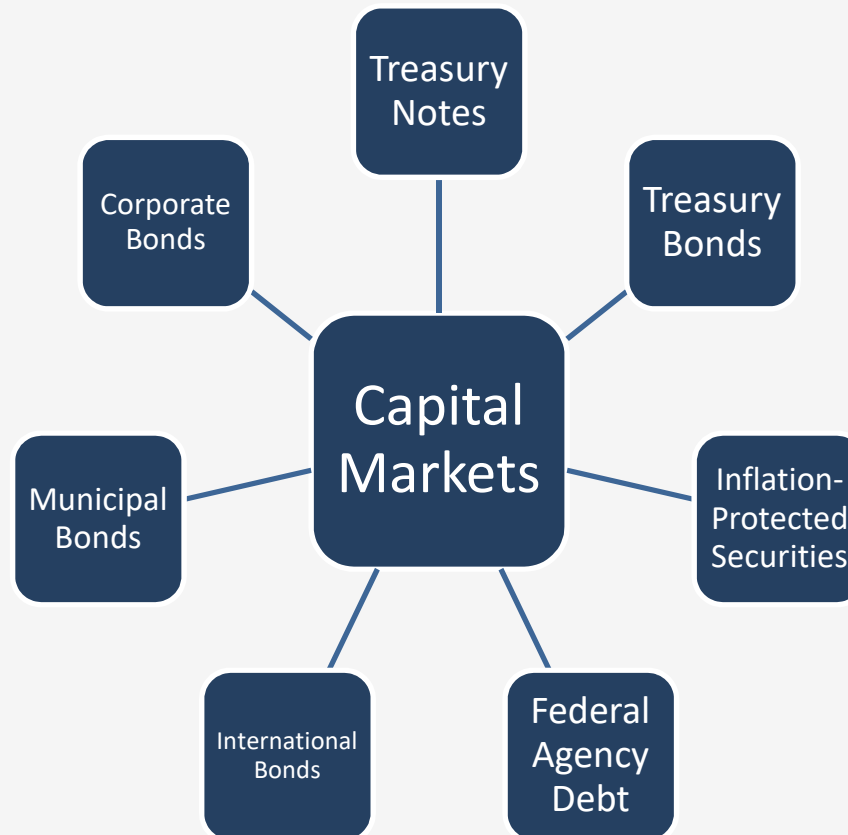 Treasury
Notes
Corporate
Bonds
Treasury
Bonds
Capital
Markets
Municipal
Bonds
Inflation-
Protected
Securities
International
Bonds
Federal
Agency
Debt